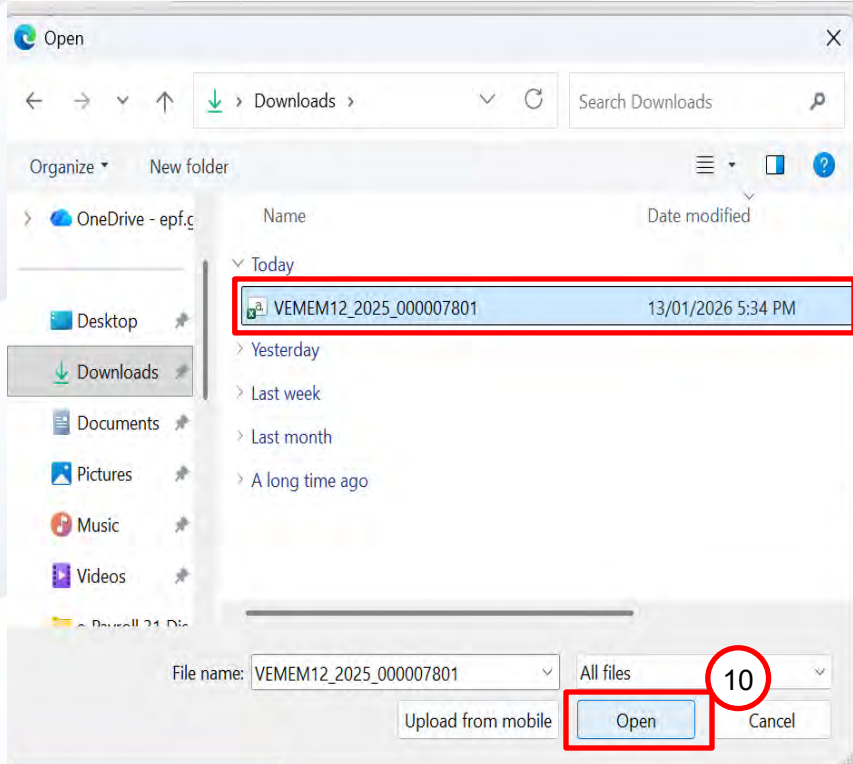 Open
Downloads
Search Downloads
Organize
New folder
OneDrive - epf.g
Name
Date modified
Today
VEMEM12_2025_000007801 13/01/2026 5:34 PM
Desktop
Yesterday
Downloads
Last week
Documents
Last month
Pictures
A long time ago
Music
Videos
File name: VEMEM12_2025_000007801
All files
10
Upload from mobile
Open
Cancel